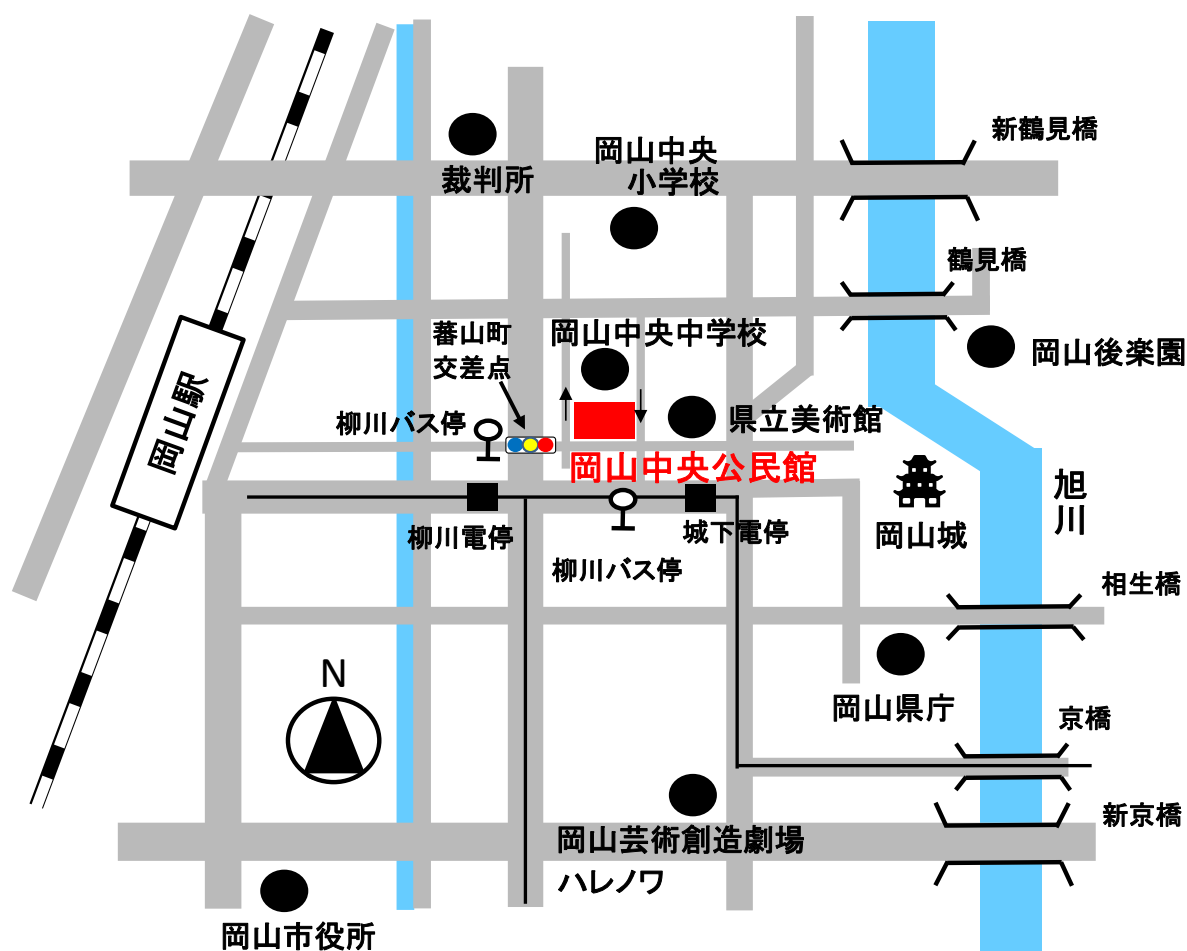 新鶴見橋
岡山中央
小学校
裁判所
鶴見橋
蕃山町
交差点
岡山中央中学校
岡山後楽園
岡山駅
柳川バス停
県立美術館
岡山中央公民館
旭川
岡山城
柳川電停
城下電停
柳川バス停
相生橋
N
岡山県庁
京橋
新京橋
岡山芸術創造劇場
ハレノワ
岡山市役所